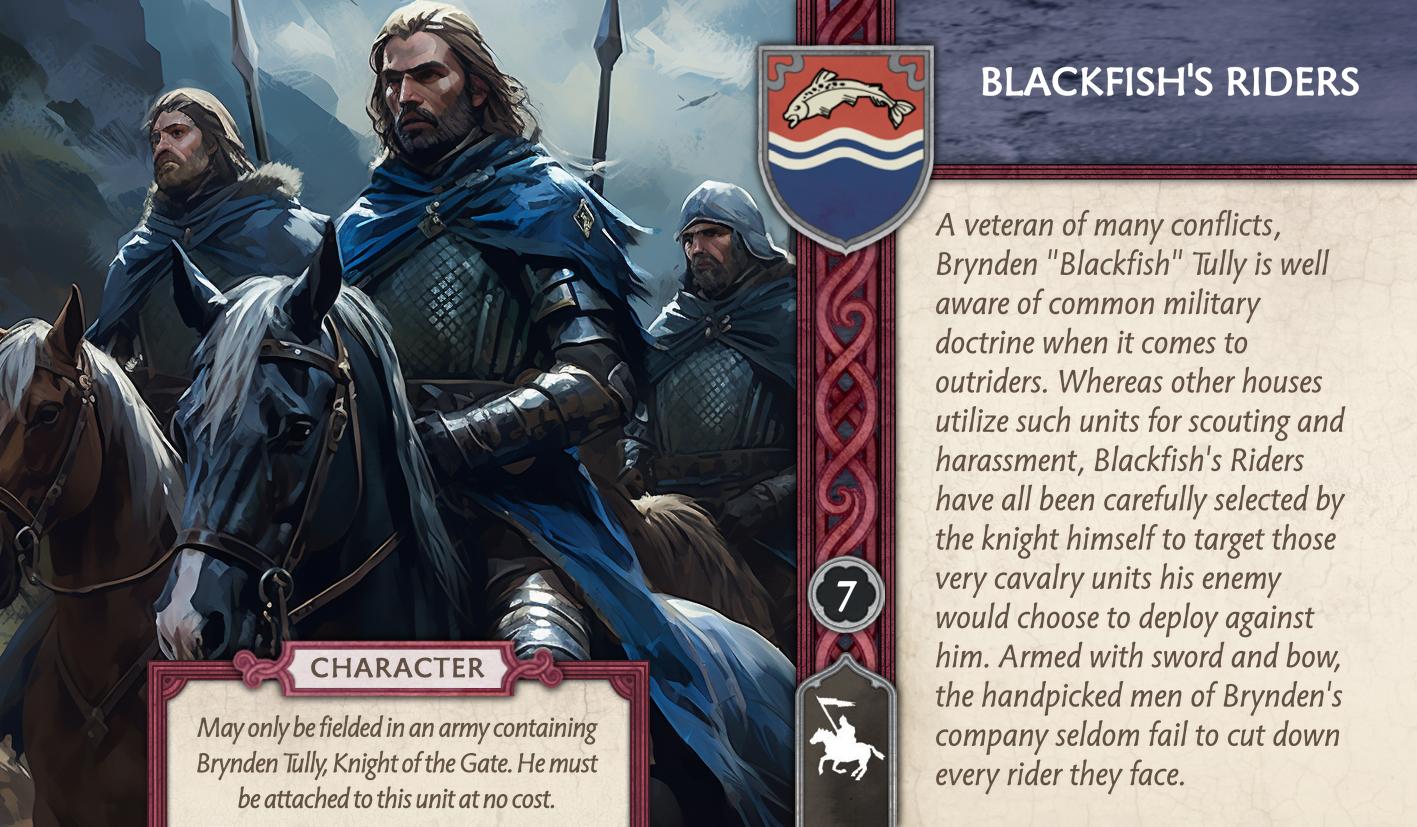 BLACKFISH'S RIDERS
A veteran of many conflicts,
Brynden "Blackfish" Tully is well
aware of common military
doctrine when it comes to
outriders. Whereas other houses
utilize such units for scouting and
harassment, Blackfish's Riders
have all been carefully selected by
the knight himself to target those
very cavalry units his enemy
would choose to deploy against
him. Armed with sword and bow,
the handpicked men of Brynden's
company seldom fail to cut down
every rider they face.
7
CHARACTER
May only be fielded in an army containing
Brynden Tully, Knight of the Gate. He must
be attached to this unit at no cost.